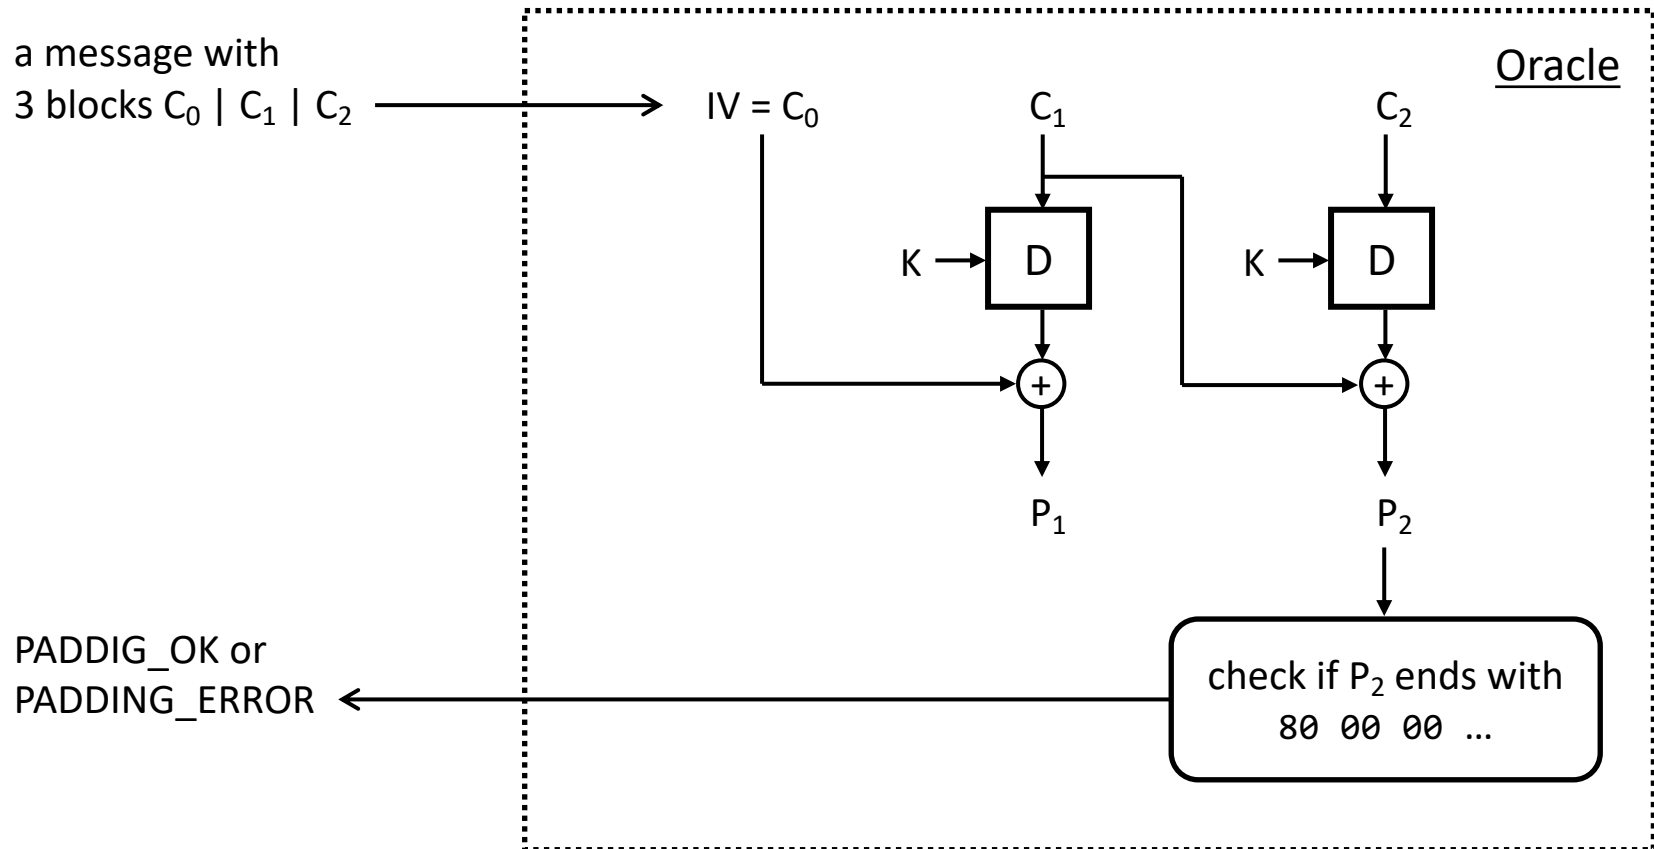 a message with
3 blocks C₀ | C₁ | C₂
Oracle
IV = C₀
C₁
C₂
K
D
K
D
+
+
P₁
P₂
PADDIG_OK or
PADDING_ERROR
check if P₂ ends with
80 00 00 …